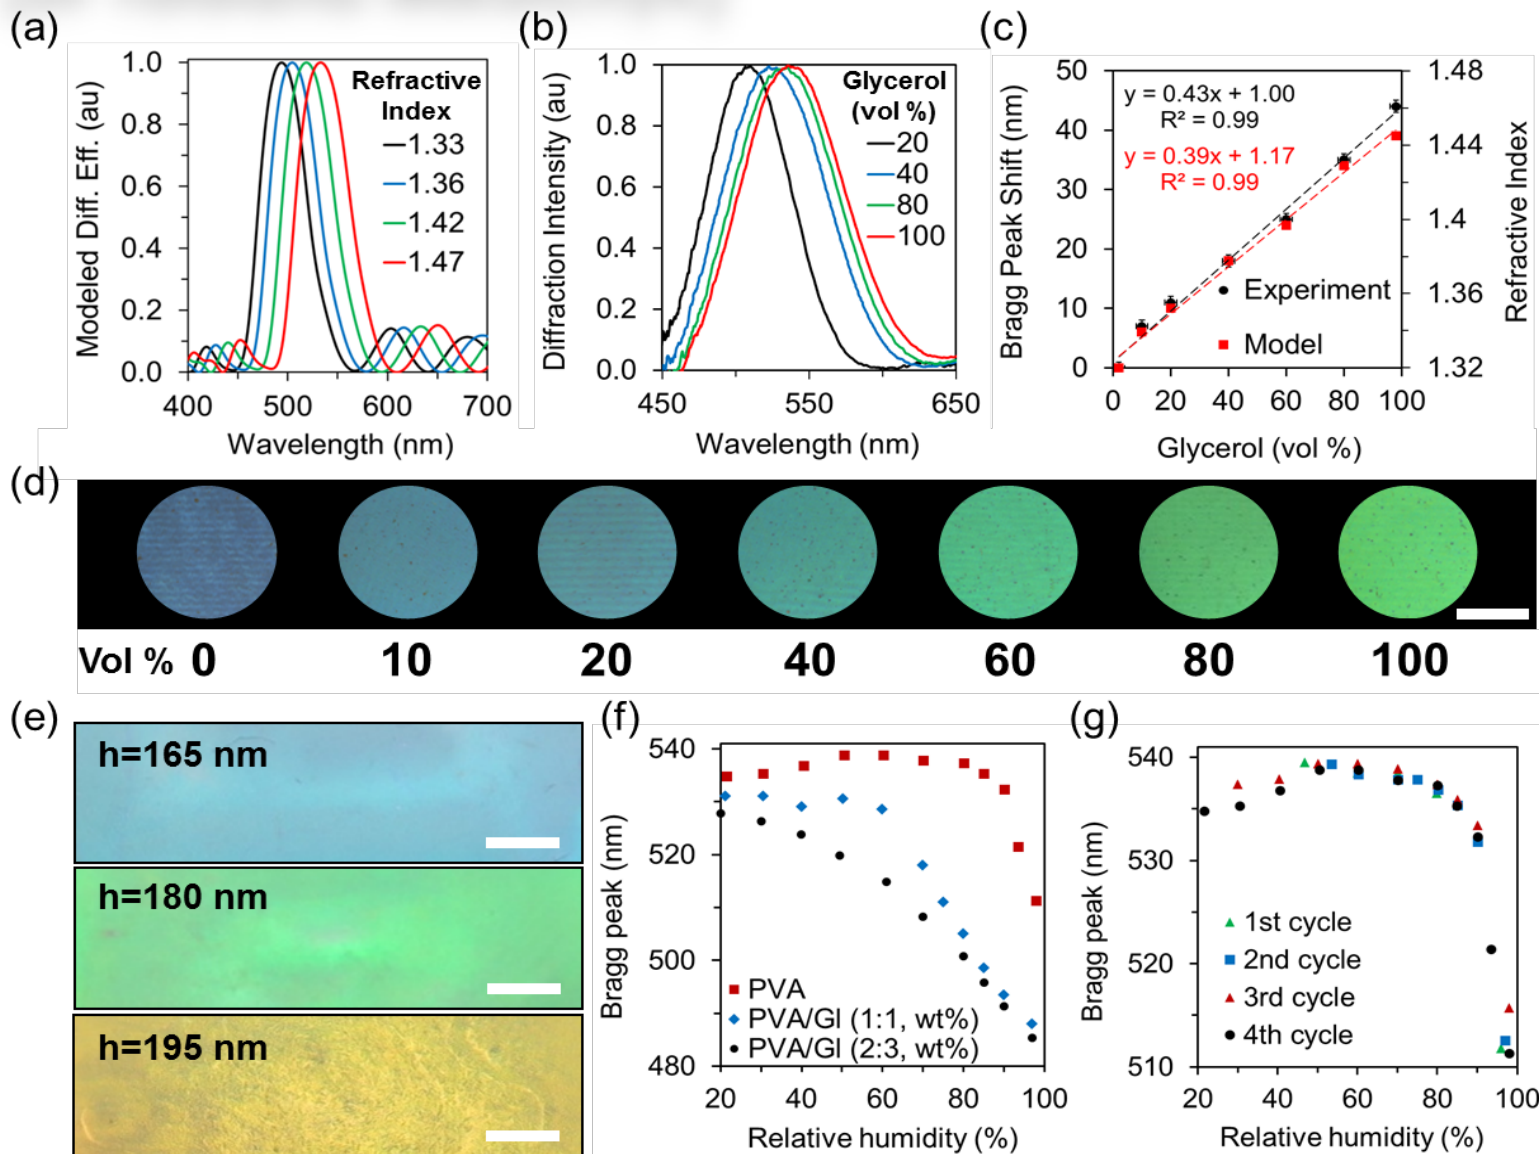 (a)
1.0
0.8
0.6
0.4
0.2
0.0
Modeled Diff. Eff. (au)
400 500 600 700
Wavelength (nm)
Refractive
Index
1.33
1.36
1.42
1.47
(b)
1.0
0.8
0.6
0.4
0.2
0.0
Diffraction Intensity (au)
450 550 650
Wavelength (nm)
Glycerol
(vol %)
20
40
80
100
(c)
50
40
30
20
10
0
Bragg Peak Shift (nm)
y = 0.43x + 1.00
R² = 0.99
y = 0.39x + 1.17
R² = 0.99
Experiment
Model
1.48
1.44
1.4
1.36
1.32
Refractive Index
0 20 40 60 80 100
Glycerol (vol %)
(d)
Vol % 0 10 20 40 60 80 100
(e)
h=165 nm
h=180 nm
h=195 nm
(f)
540
520
500
480
Bragg peak (nm)
PVA
PVA/Gl (1:1, wt%)
PVA/Gl (2:3, wt%)
20 40 60 80 100
Relative humidity (%)
(g)
540
530
520
510
Bragg peak (nm)
1st cycle
2nd cycle
3rd cycle
4th cycle
20 40 60 80 100
Relative humidity (%)